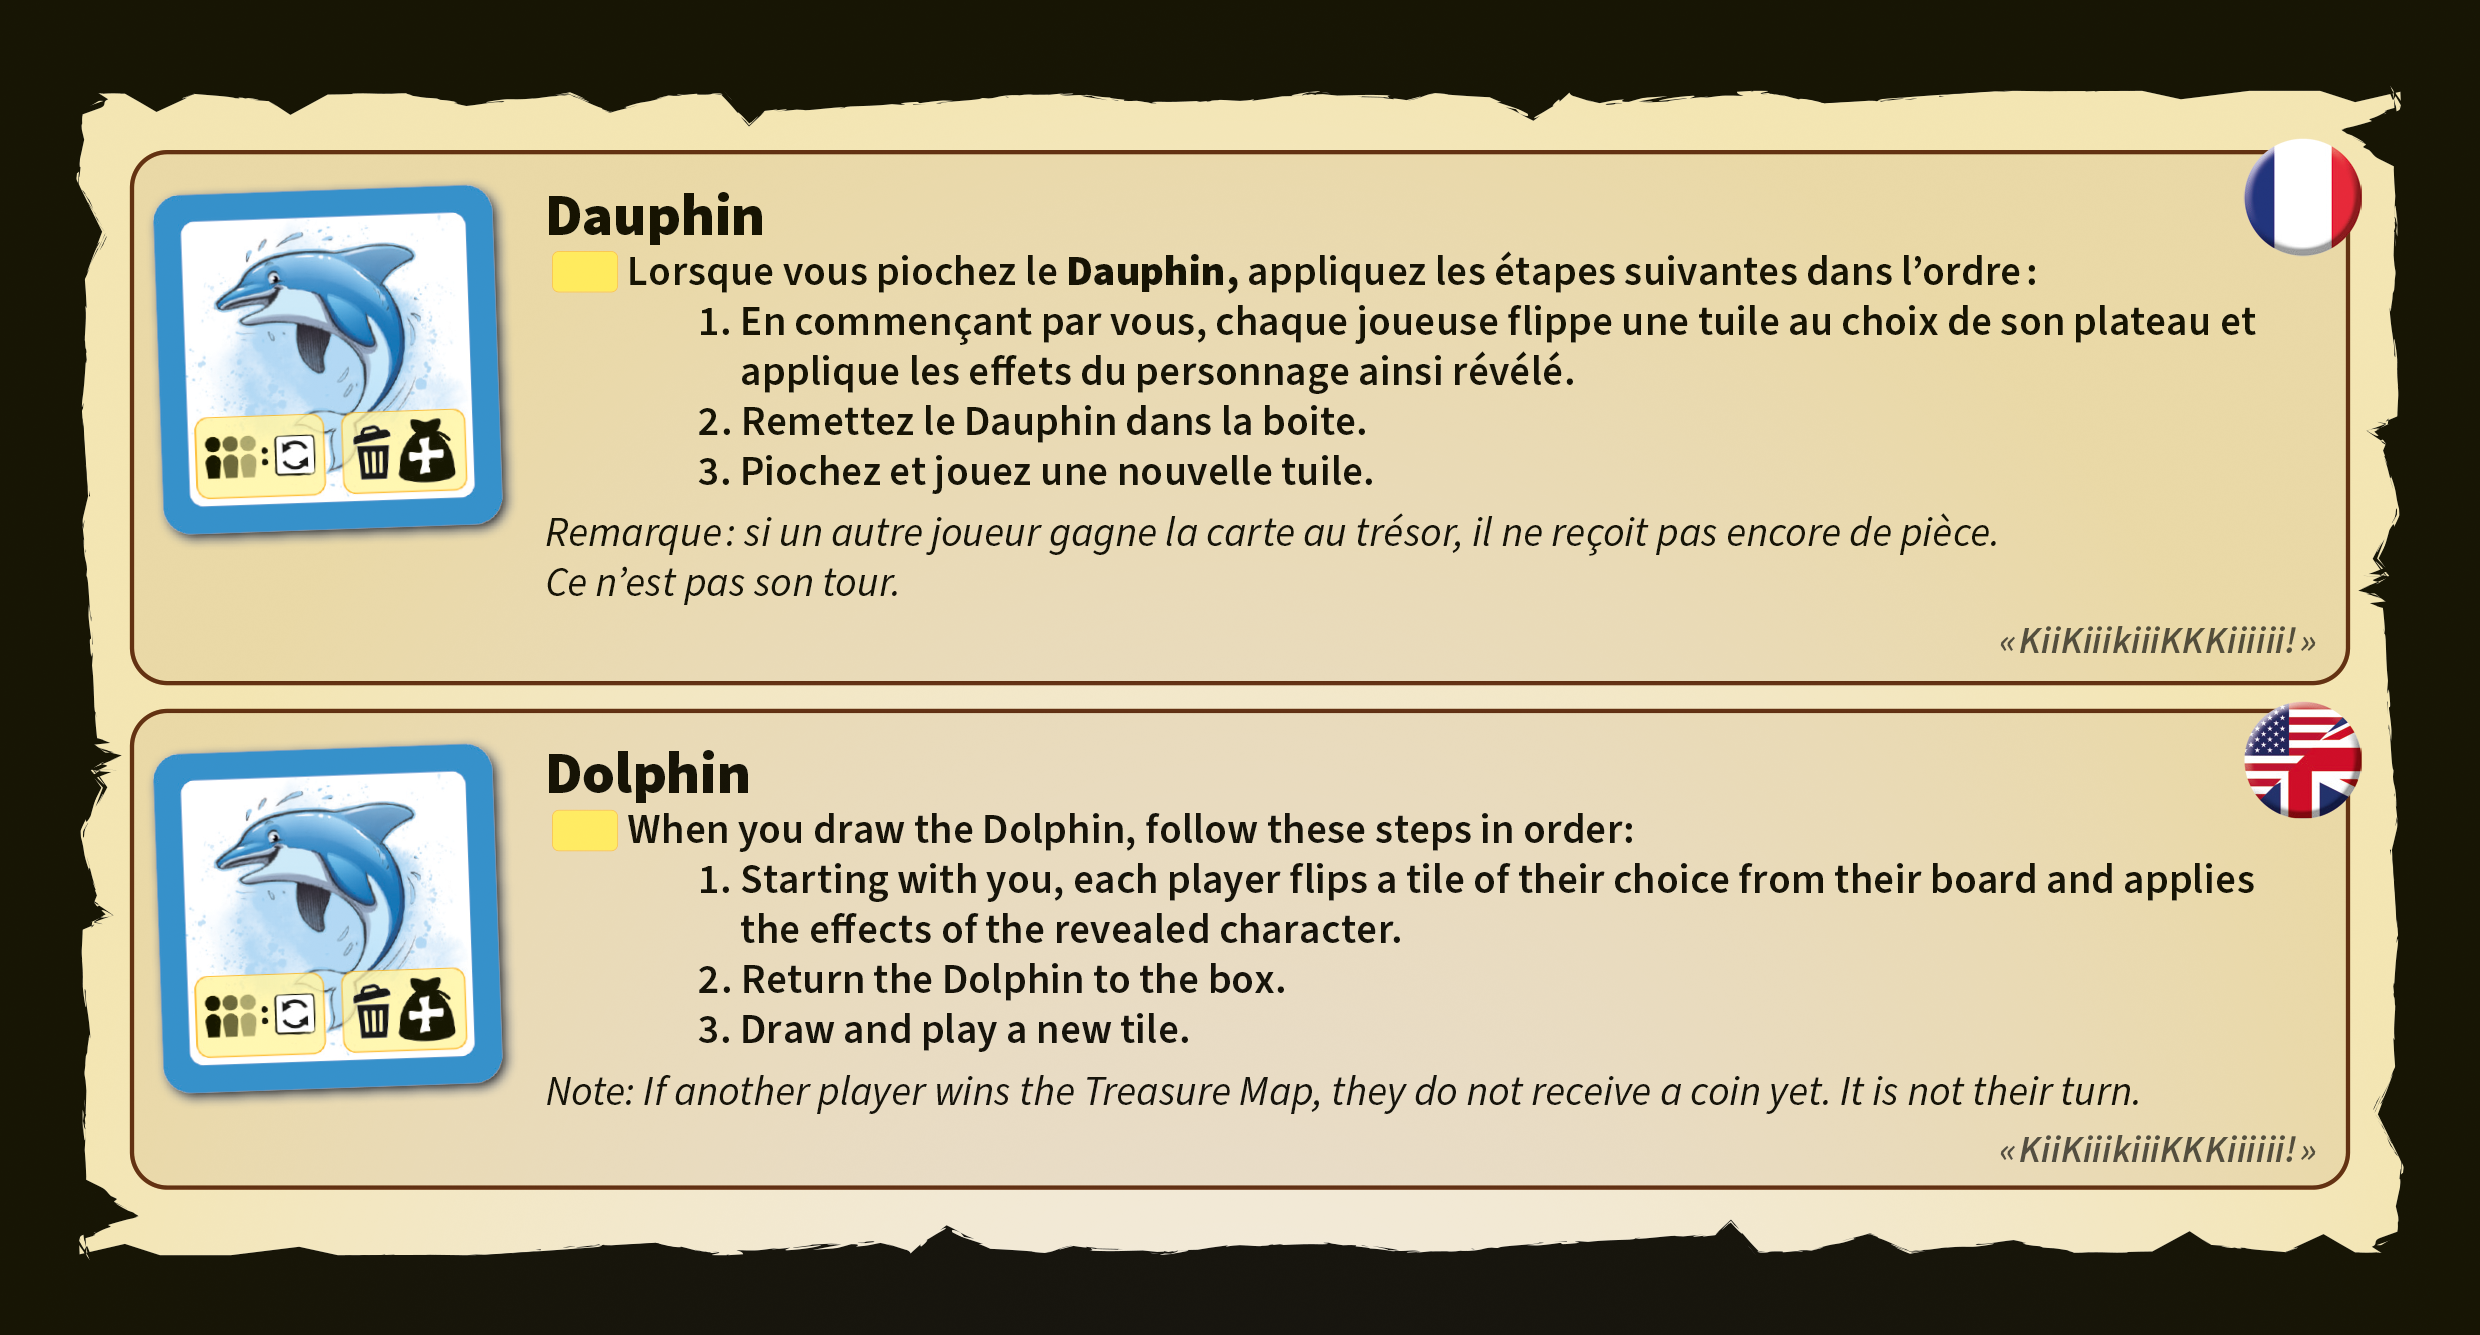 Dauphin
Lorsque vous piochez le Dauphin, appliquez les étapes suivantes dans l’ordre :
1. En commençant par vous, chaque joueuse flippe une tuile au choix de son plateau et
applique les effets du personnage ainsi révélé.
2. Remettez le Dauphin dans la boite.
3. Piochez et jouez une nouvelle tuile.
Remarque : si un autre joueur gagne la carte au trésor, il ne reçoit pas encore de pièce.
Ce n’est pas son tour.
« KiiKiiikiiiKKKiiiiii! »
Dolphin
When you draw the Dolphin, follow these steps in order:
1. Starting with you, each player flips a tile of their choice from their board and applies
the effects of the revealed character.
2. Return the Dolphin to the box.
3. Draw and play a new tile.
Note: If another player wins the Treasure Map, they do not receive a coin yet. It is not their turn.
« KiiKiiikiiiKKKiiiiii! »